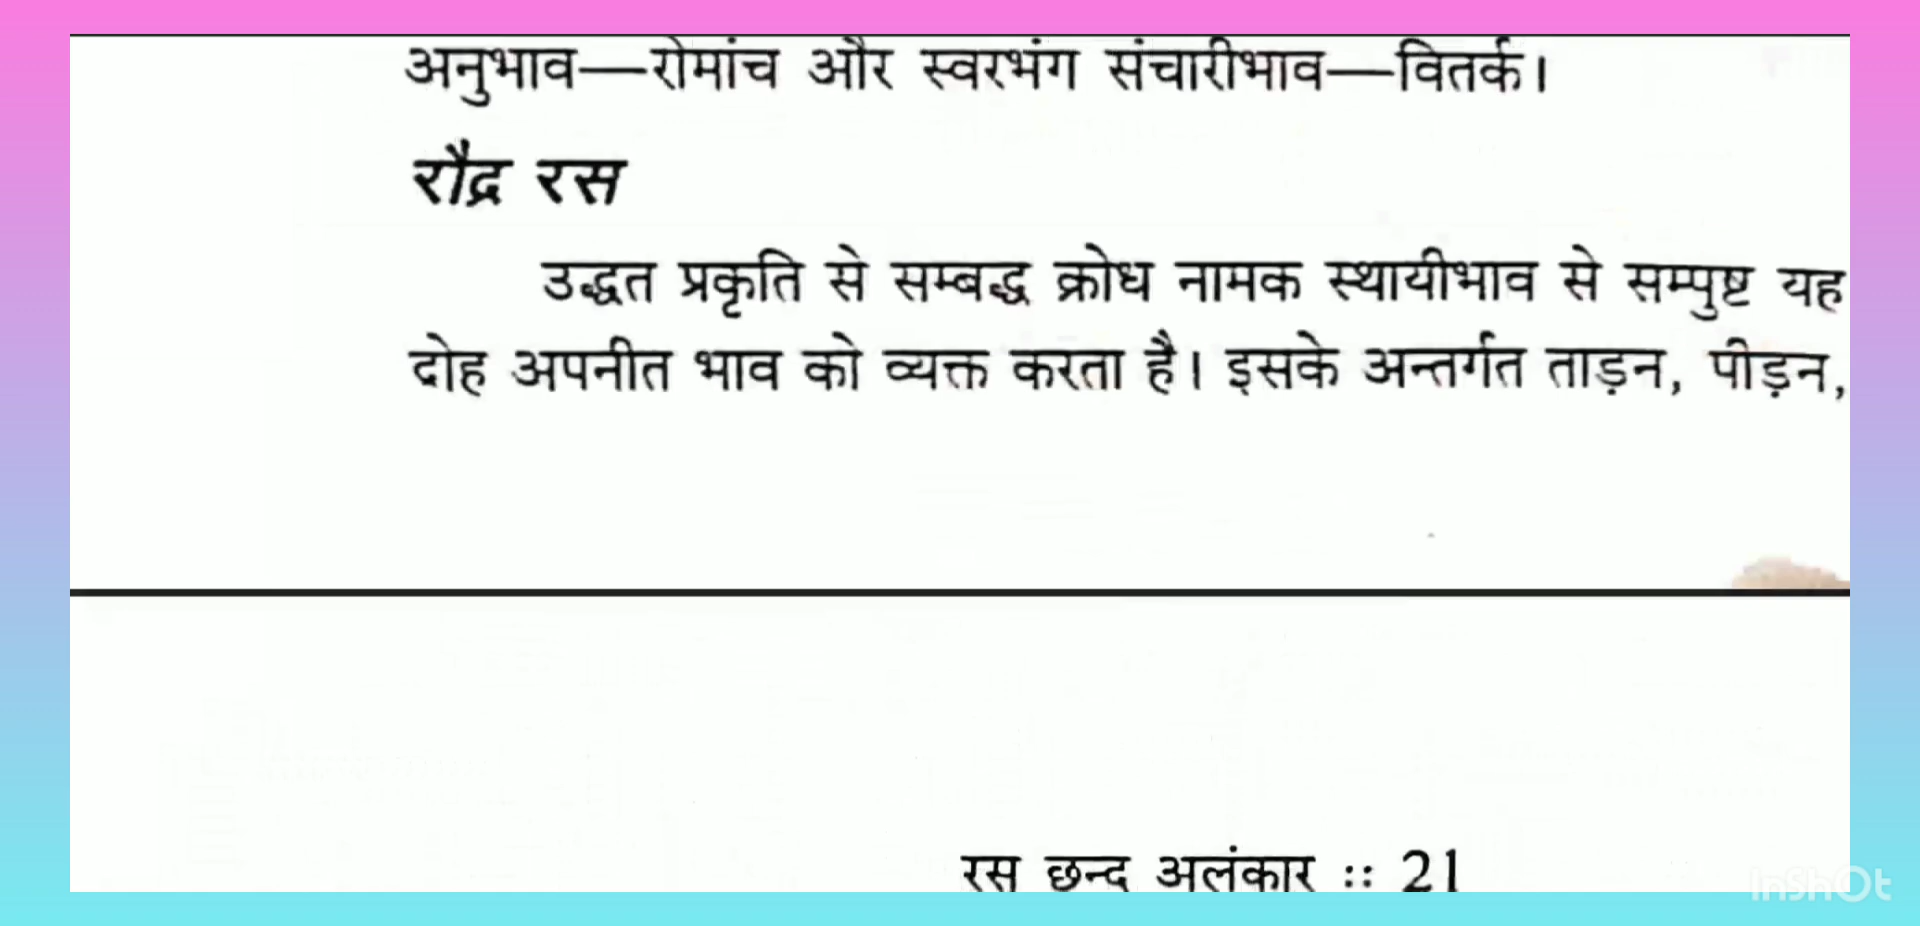 अनुभाव—रोमांच और स्वरभंग संचारीभाव—वितर्क।
रौद्र रस
उद्धत प्रकृति से सम्बद्ध क्रोध नामक स्थायीभाव से सम्पुष्ट यह
द्रोह अपनीत भाव को व्यक्त करता है। इसके अन्तर्गत ताड़न, पीड़न,
रस छन्द अलंकार :: 21
InShOt